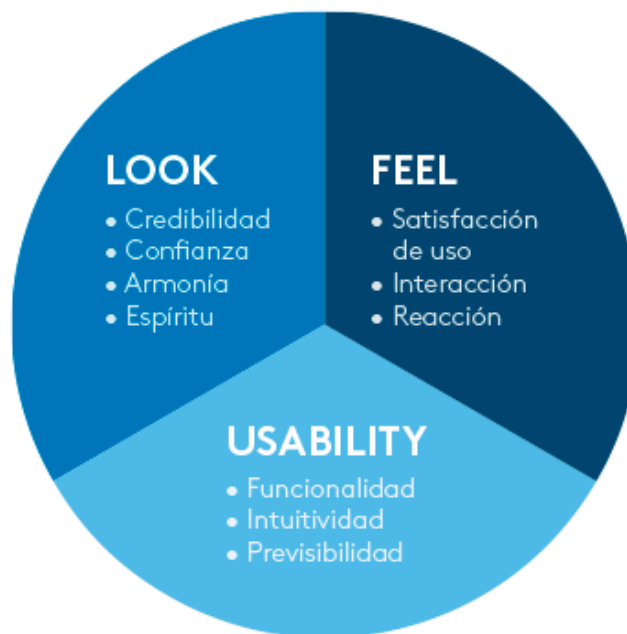 LOOK
• Credibilidad
• Confianza
• Armonía
• Espíritu
FEEL
• Satisfacción
de uso
• Interacción
• Reacción
USABILITY
• Funcionalidad
• Intuitividad
• Previsibilidad